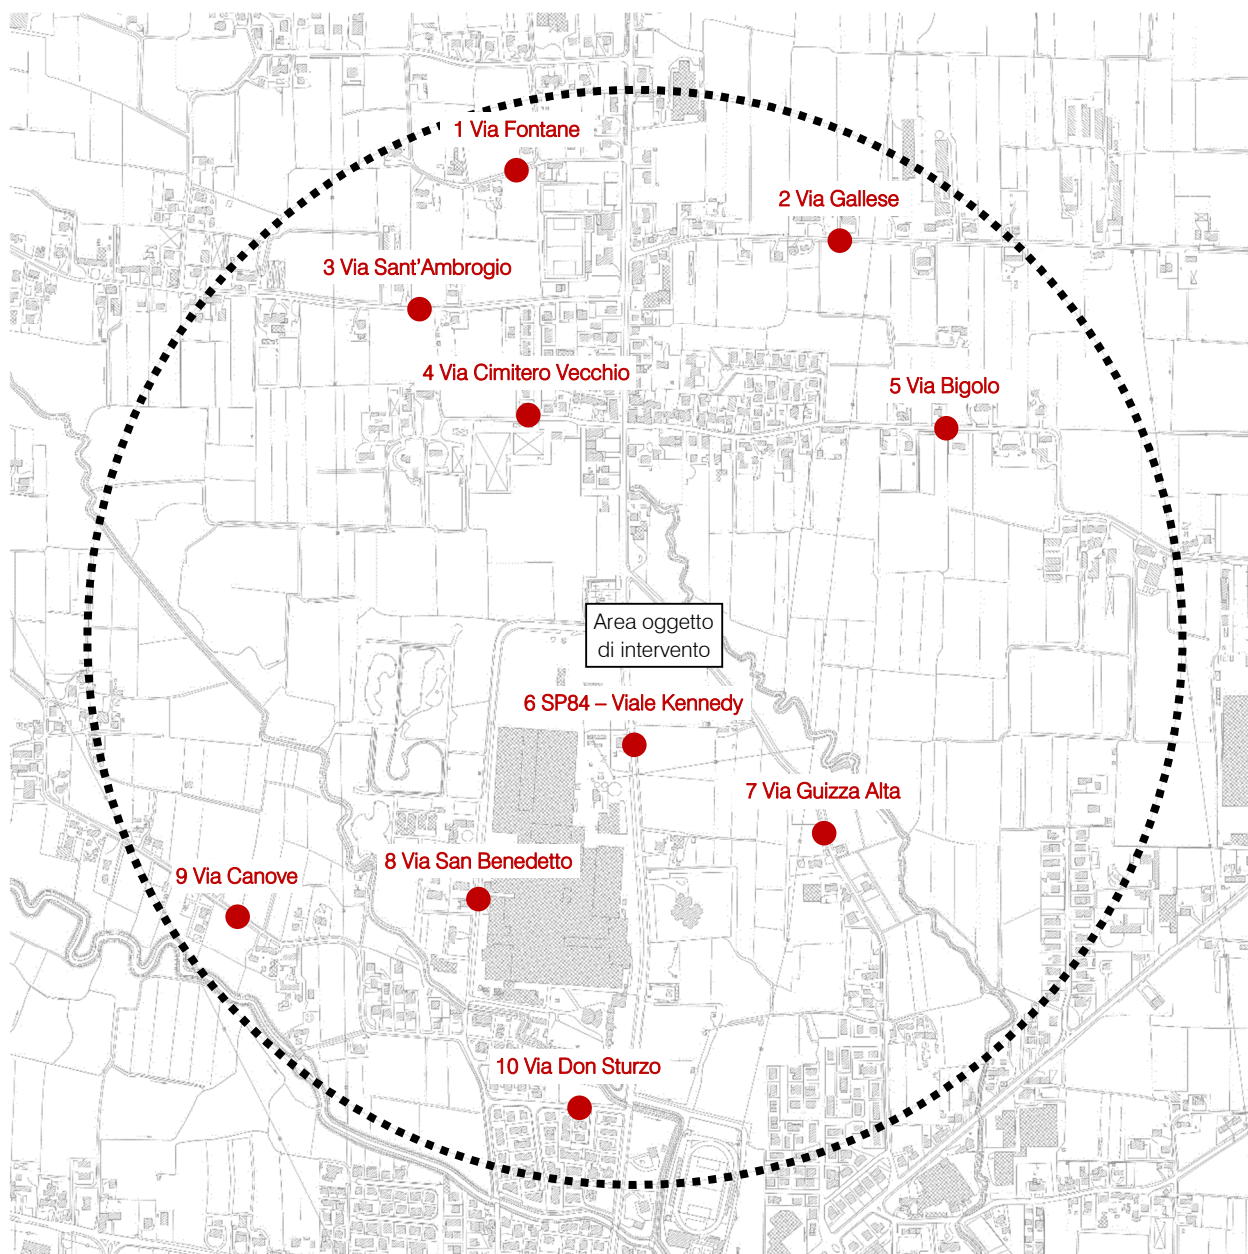 1 Via Fontane
2 Via Gallese
3 Via Sant'Ambrogio
4 Via Cimitero Vecchio
5 Via Bigolo
Area oggetto
di intervento
6 SP84 – Viale Kennedy
7 Via Guizza Alta
8 Via San Benedetto
9 Via Canove
10 Via Don Sturzo